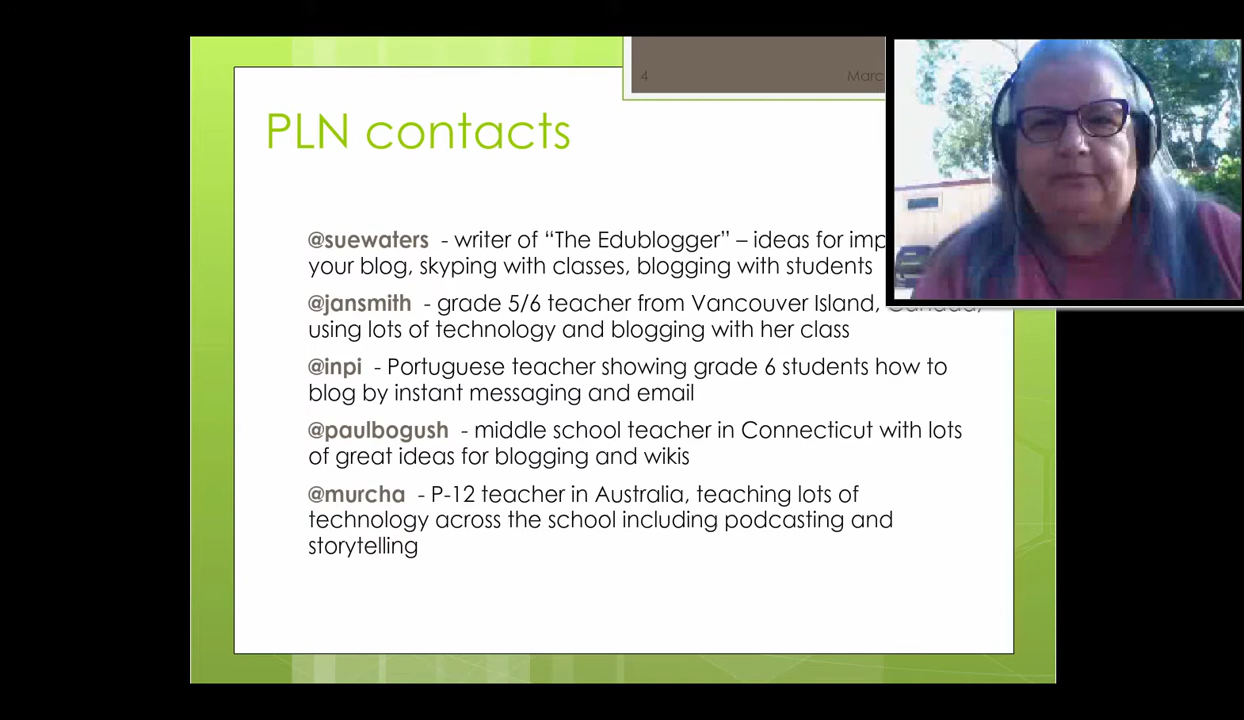 4 Marc
PLN contacts
@suewaters - writer of “The Edublogger” – ideas for imp
your blog, skyping with classes, blogging with students
@jansmith - grade 5/6 teacher from Vancouver Island, Canada,
using lots of technology and blogging with her class
@inpi - Portuguese teacher showing grade 6 students how to
blog by instant messaging and email
@paulbogush - middle school teacher in Connecticut with lots
of great ideas for blogging and wikis
@murcha - P-12 teacher in Australia, teaching lots of
technology across the school including podcasting and
storytelling